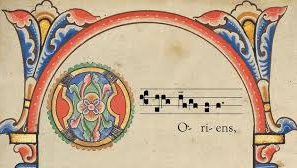 O- ri- ens,